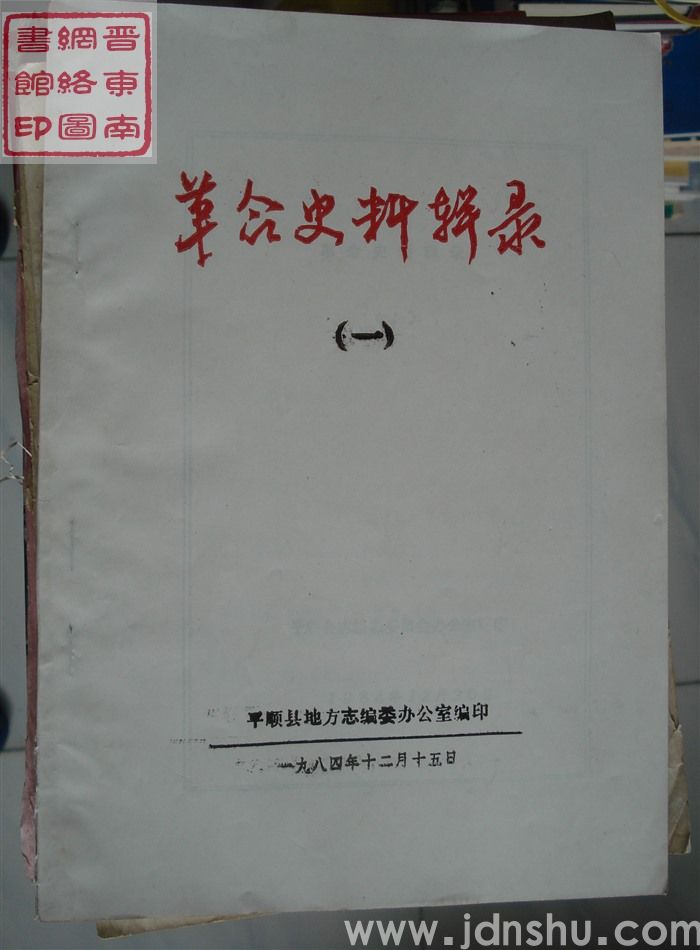 晋東南
網絡圖
書館印
革命史料辑录
(一)
平顺县地方志编委办公室编印
一九八四年十二月十五日
www.jdnshu.com